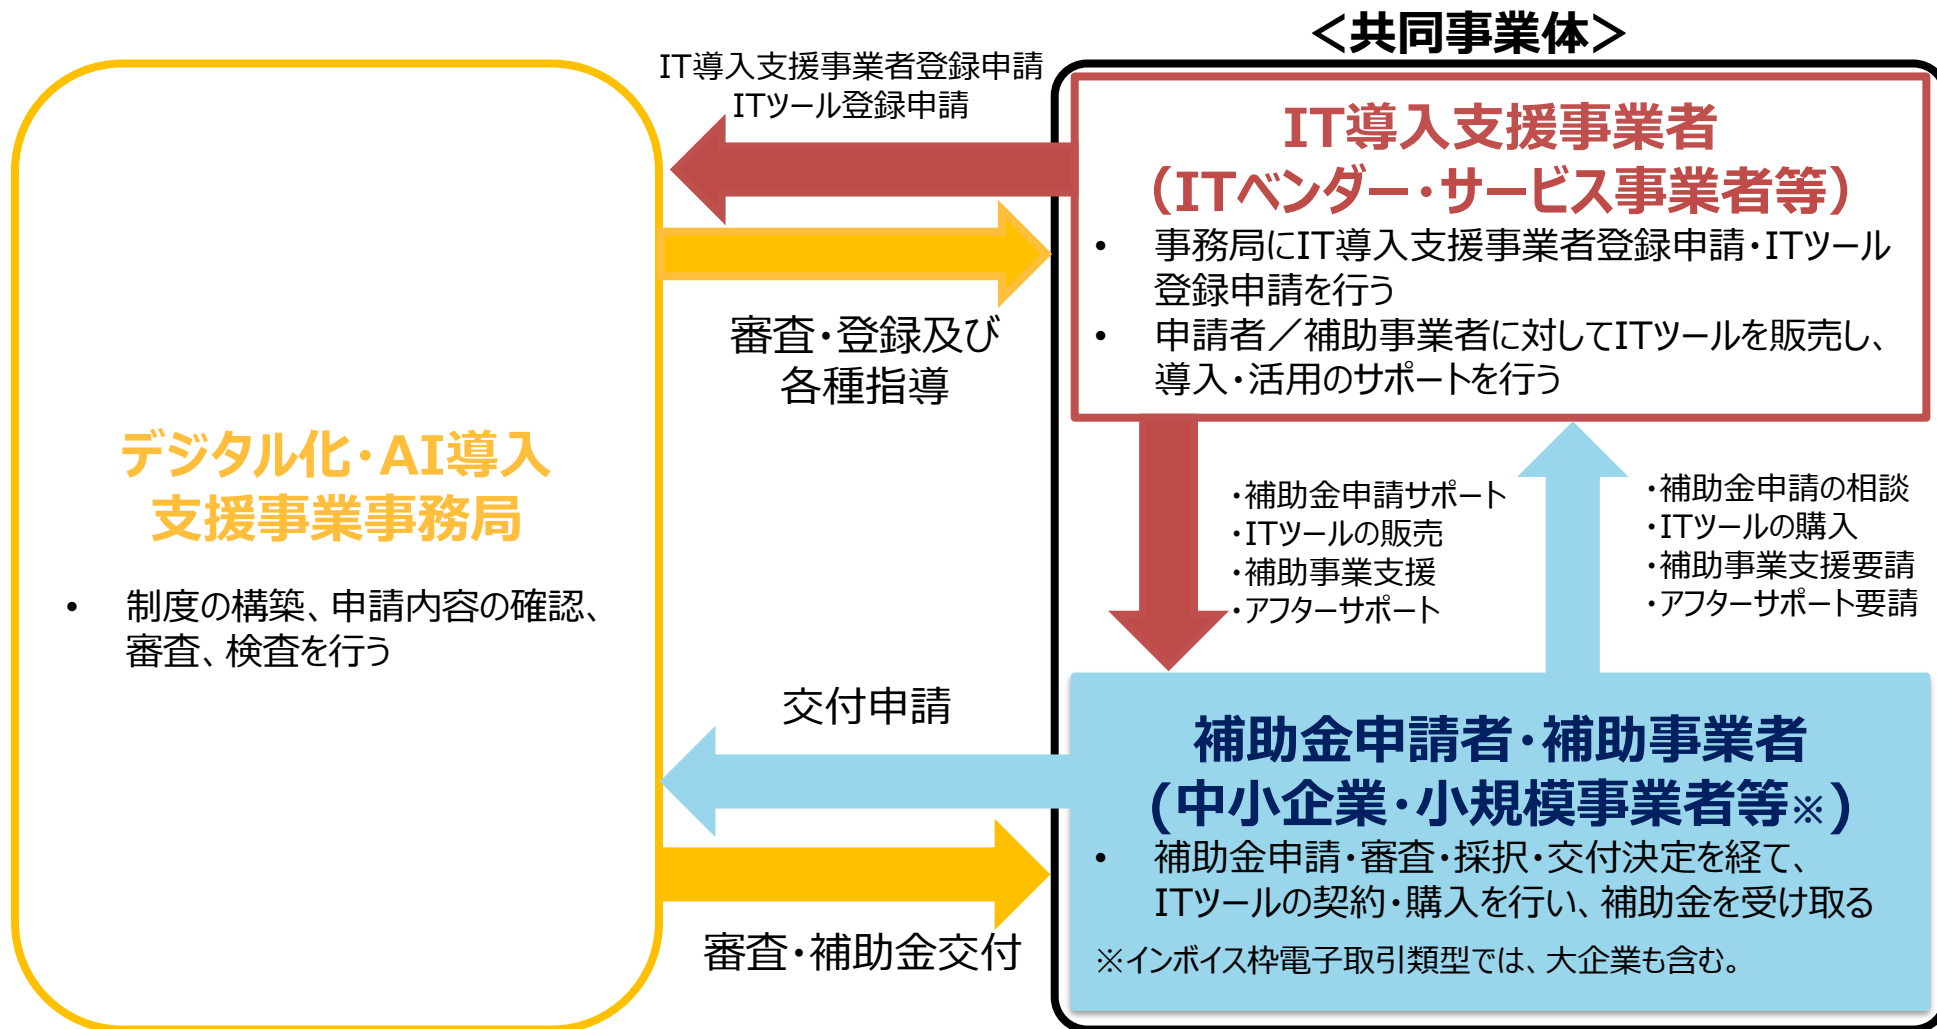 <共同事業体>
IT導入支援事業者登録申請
ITツール登録申請
IT導入支援事業者
(ITベンダー・サービス事業者等)
• 事務局にIT導入支援事業者登録申請・ITツール
登録申請を行う
• 申請者／補助事業者に対してITツールを販売し、
導入・活用のサポートを行う
審査・登録及び
各種指導
デジタル化・AI導入
支援事業事務局
• 制度の構築、申請内容の確認、
審査、検査を行う
・補助金申請サポート
・ITツールの販売
・補助事業支援
・アフターサポート
・補助金申請の相談
・ITツールの購入
・補助事業支援要請
・アフターサポート要請
交付申請
審査・補助金交付
補助金申請者・補助事業者
(中小企業・小規模事業者等※)
• 補助金申請・審査・採択・交付決定を経て、
ITツールの契約・購入を行い、補助金を受け取る
※インボイス枠電子取引類型では、大企業も含む。